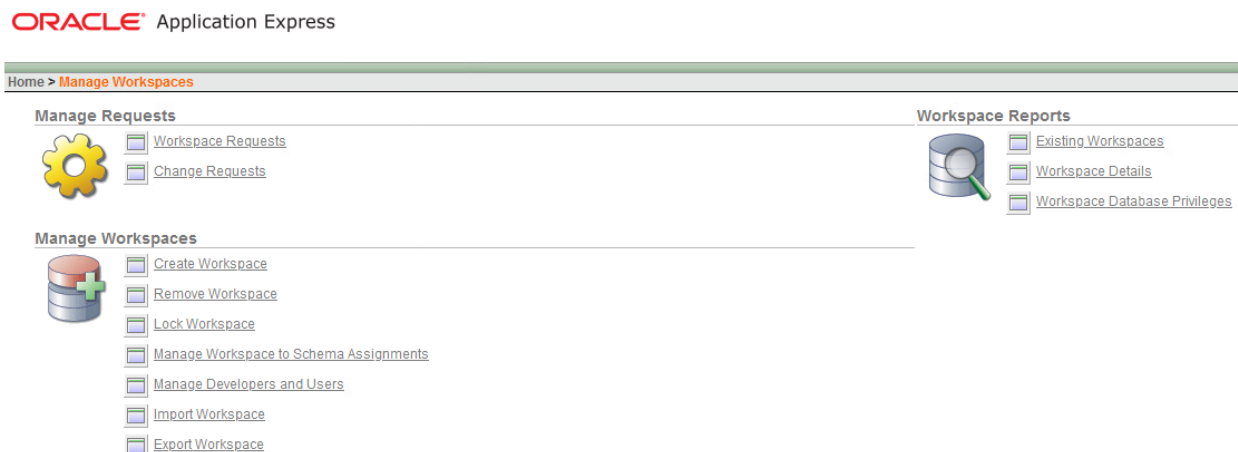 ORACLE Application Express
Home > Manage Workspaces
Manage Requests
Workspace Requests
Change Requests
Workspace Reports
Existing Workspaces
Workspace Details
Workspace Database Privileges
Manage Workspaces
Create Workspace
Remove Workspace
Lock Workspace
Manage Workspace to Schema Assignments
Manage Developers and Users
Import Workspace
Export Workspace